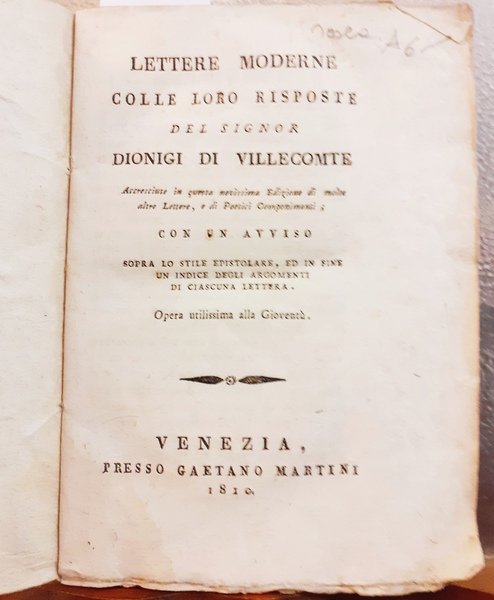 LETTERE MODERNE
COLLE LORO RISPOSTE
DEL SIGNOR
DIONIGI DI VILLECOMTE
Accresciute in questa novissima Edizione di molte
altre Lettere, e di Poetici Componimenti;
CON UN AVVISO
SOPRA LO STILE EPISTOLARE, ED IN FINE
UN INDICE DEGLI ARGOMENTI
DI CIASCUNA LETTERA.
Opera utilissima alla Gioventù.
VENEZIA,
PRESSO GAETANO MARTINI
1810.